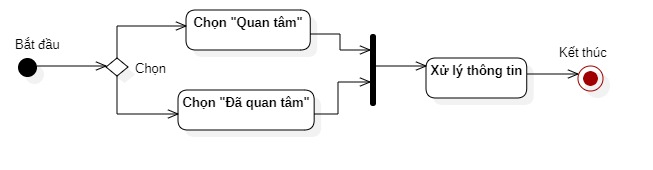 Bắt đầu
Chọn
Chọn "Quan tâm"
Chọn "Đã quan tâm"
Xử lý thông tin
Kết thúc